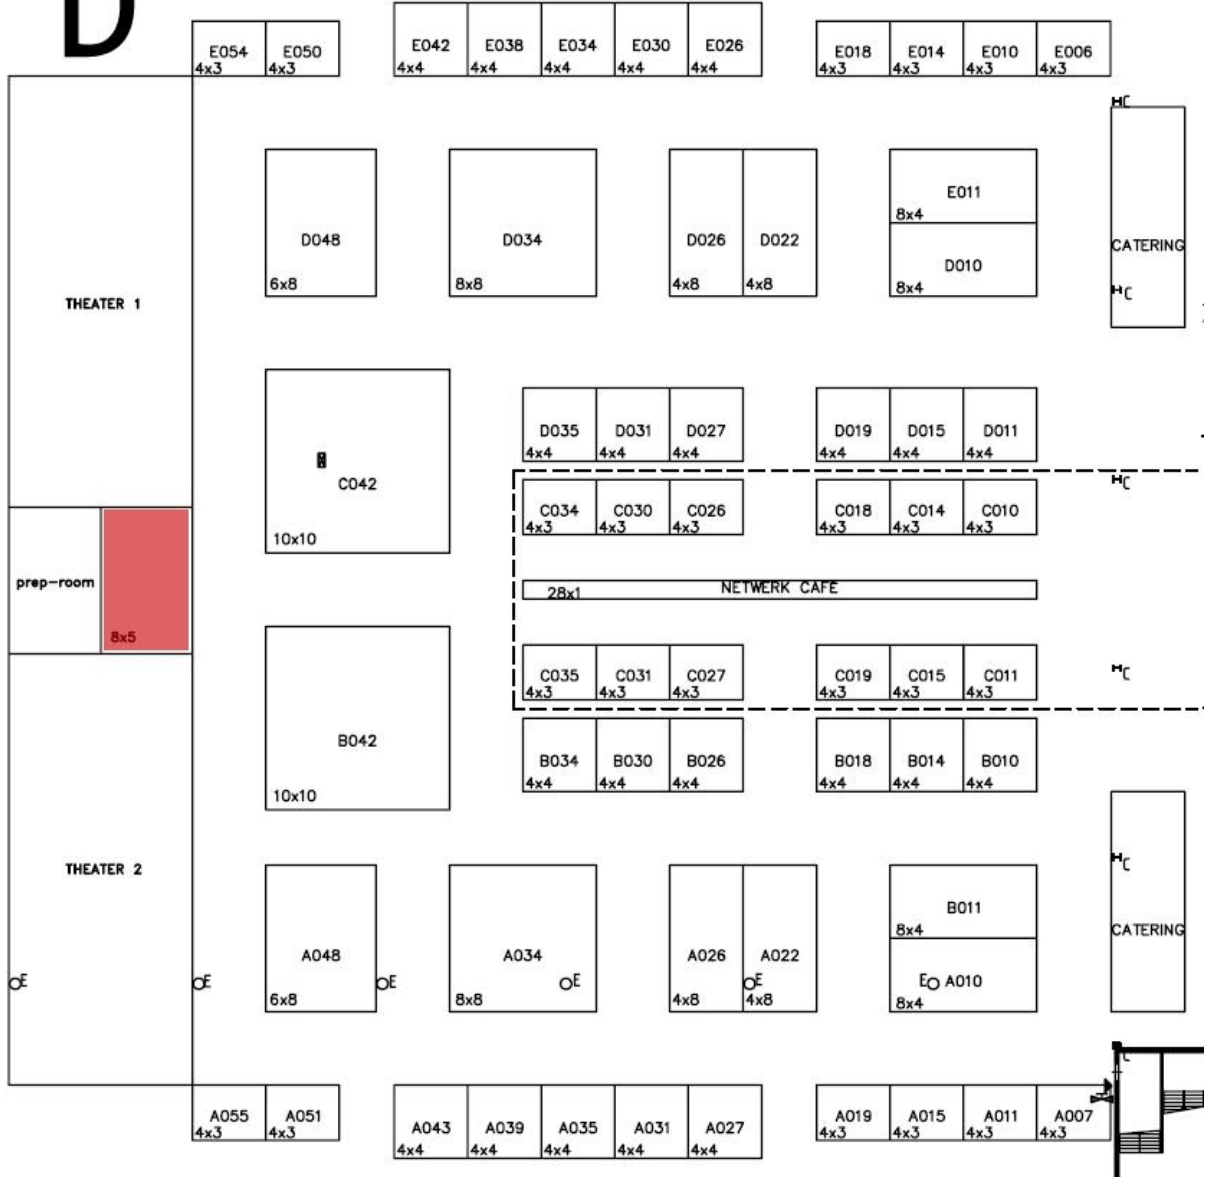 D
E054 E050 E042 E038 E034 E030 E026 E018 E014 E010 E006
4x3 4x3 4x4 4x4 4x4 4x4 4x4 4x3 4x3 4x3 4x3
HC
E011
8x4
D048 D034 D026 D022 CATERING
D010
6x8 8x8 4x8 4x8 8x4 HC
THEATER 1
D035 D031 D027 D019 D015 D011
4x4 4x4 4x4 4x4 4x4 4x4
C042 HC
C034 C030 C026 C018 C014 C010
4x3 4x3 4x3 4x3 4x3 4x3
10x10
prep-room NETWERK CAFE
28x1
8x5
C035 C031 C027 C019 C015 C011 HC
4x3 4x3 4x3 4x3 4x3 4x3
B042
B034 B030 B026 B018 B014 B010
4x4 4x4 4x4 4x4 4x4 4x4
10x10
THEATER 2 HC
B011
8x4 CATERING
A048 A034 A026 A022
E E E E E E A010
6x8 8x8 4x8 4x8 8x4
C
A055 A051 A043 A039 A035 A031 A027 A019 A015 A011 A007
4x3 4x3 4x4 4x4 4x4 4x4 4x4 4x3 4x3 4x3 4x3